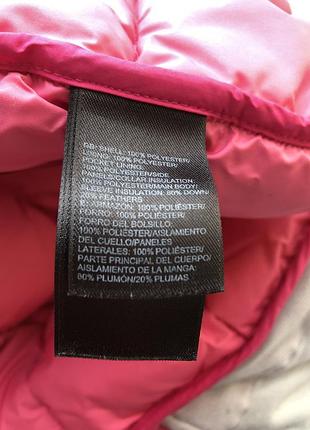 GB: SHELL: 100% POLYESTER/
LINING: 100% POLYESTER/
POCKET LINING:
100% POLYESTER/SIDE
PANELS/COLLAR INSULATION:
100% POLYESTER/MAIN BODY/
SLEEVE INSULATION: 80% DOWN/
20% FEATHERS
ES: ARMAZÓN: 100% POLIÉSTER/
FORRO: 100% POLIÉSTER/
FORRO DEL BOLSILLO:
100% POLIÉSTER/AISLAMIENTO
DEL CUELLO/PANELES
LATERALES: 100% POLIÉSTER/
PARTE PRINCIPAL DEL CUERPO/
AISLAMIENTO DE LA MANGA:
80% PLUMÓN/20% PLUMAS